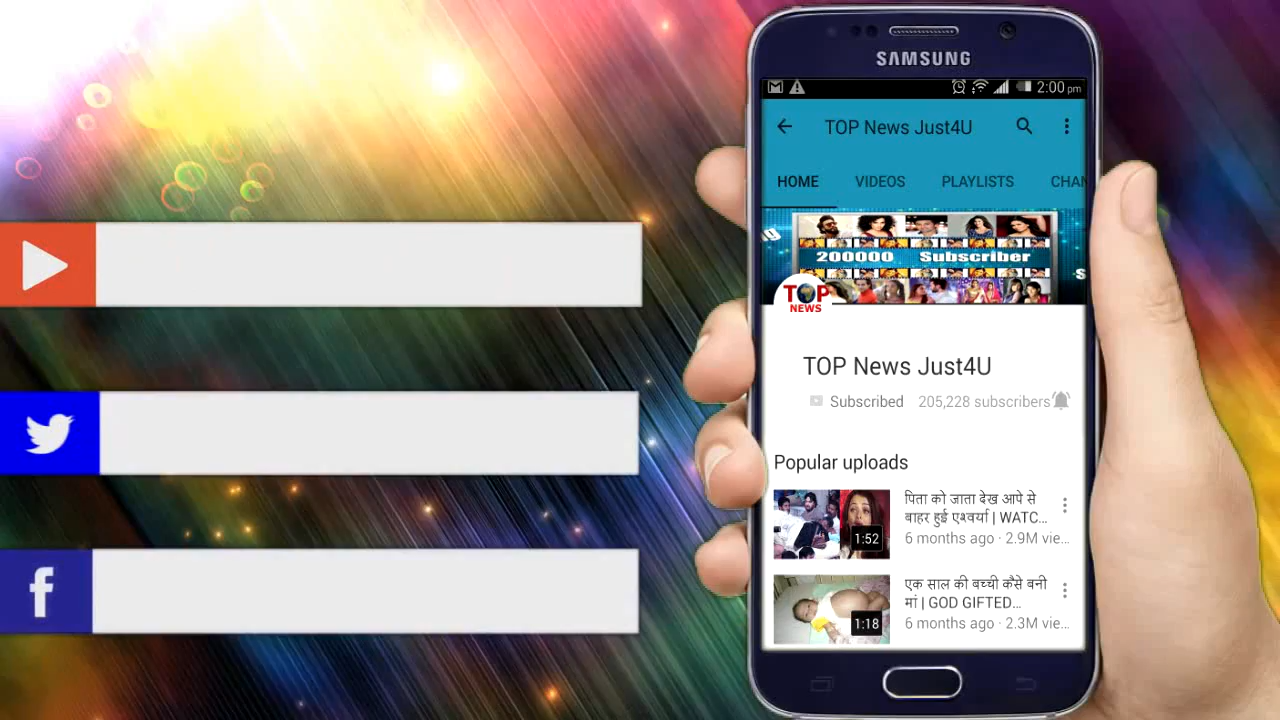 SAMSUNG
2:00 pm
TOP News Just4U
HOME VIDEOS PLAYLISTS CHAN
200000 Subscriber
TOP
NEWS
TOP News Just4U
Subscribed 205,228 subscribers
Popular uploads
पिता को जाता देख आपे से
बाहर हुई एश्वर्या | WATC...
1:52
6 months ago · 2.9M vie...
एक साल की बच्ची कैसे बनी
मां | GOD GIFTED...
1:18
6 months ago · 2.3M vie...